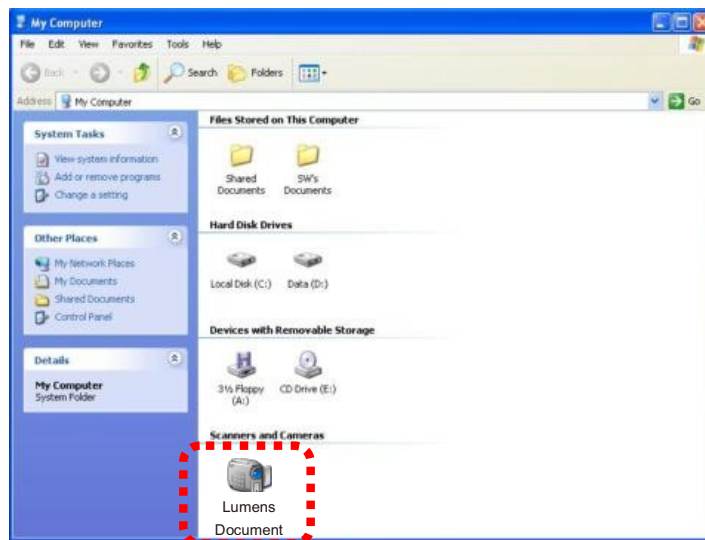 My Computer
File Edit View Favorites Tools Help
Back Search Folders
Address My Computer Go
System Tasks
View system information
Add or remove programs
Change a setting
Other Places
My Network Places
My Documents
Shared Documents
Control Panel
Details
My Computer
System Folder
Files Stored on This Computer
Shared Documents
SW's Documents
Hard Disk Drives
Local Disk (C:) Data (D:)
Devices with Removable Storage
3½ Floppy (A:)
CD Drive (E:)
Scanners and Cameras
Lumens
Document